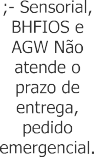 ;- Sensorial,
BHFIOS e
AGW Não
atende o
prazo de
entrega,
pedido
emergencial.